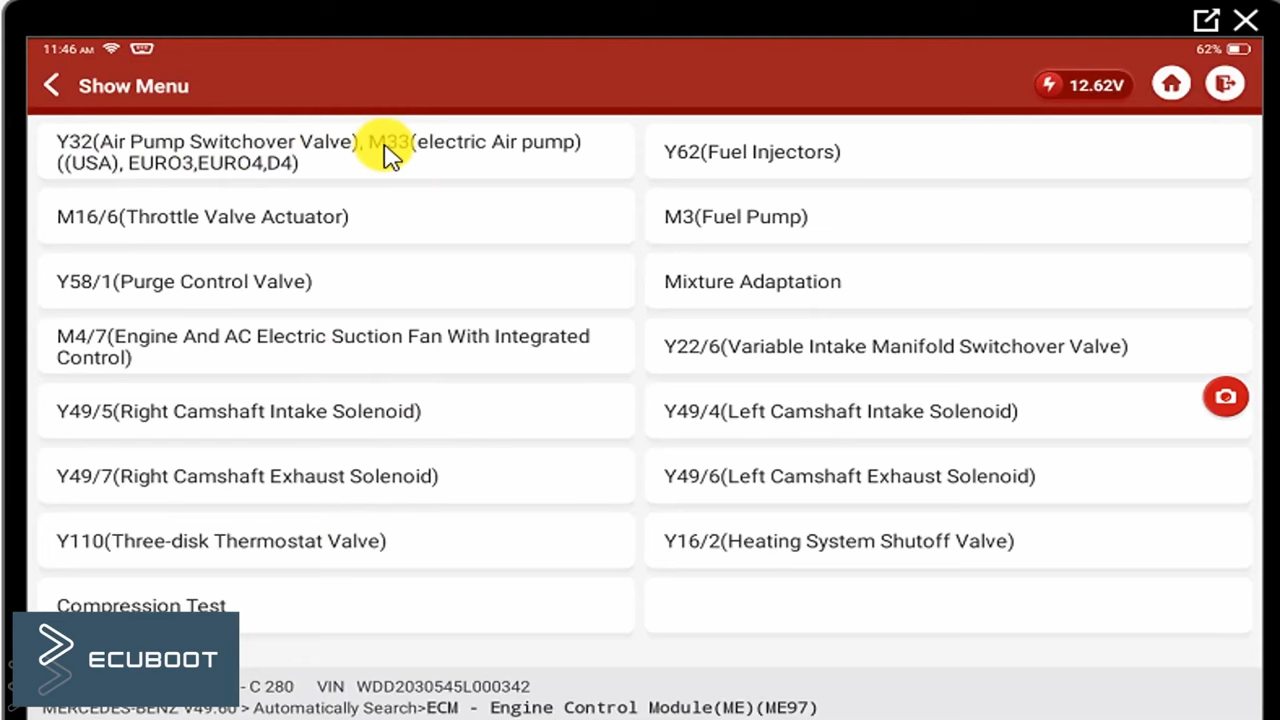 11:46 AM
62%
Show Menu
12.62V
Y32(Air Pump Switchover Valve), M33(electric Air pump)
((USA), EURO3,EURO4,D4)
Y62(Fuel Injectors)
M16/6(Throttle Valve Actuator)
M3(Fuel Pump)
Y58/1(Purge Control Valve)
Mixture Adaptation
M4/7(Engine And AC Electric Suction Fan With Integrated
Control)
Y22/6(Variable Intake Manifold Switchover Valve)
Y49/5(Right Camshaft Intake Solenoid)
Y49/4(Left Camshaft Intake Solenoid)
Y49/7(Right Camshaft Exhaust Solenoid)
Y49/6(Left Camshaft Exhaust Solenoid)
Y110(Three-disk Thermostat Valve)
Y16/2(Heating System Shutoff Valve)
Compression Test
ECUBOOT
- C 280 VIN WDD2030545L000342
MERCEDES-BENZ V49.60 > Automatically Search>ECM - Engine Control Module(ME)(ME97)